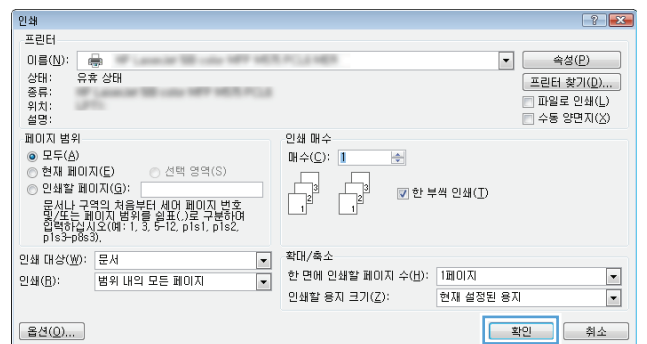 인쇄
프린터
이름(N):
속성(P)
상태: 유휴 상태
프린터 찾기(D)...
종류:
파일로 인쇄(L)
위치:
수동 양면지(X)
설명:
페이지 범위
모두(A)
현재 페이지(E) 선택 영역(S)
인쇄할 페이지(G):
문서나 구역의 처음부터 세어 페이지 번호
및/또는 페이지 범위를 쉼표(,)로 구분하여
입력하십시오(예: 1, 3, 5-12, p1s1, p1s2,
p1s3-p8s3).
인쇄 매수
매수(C): 1
1 2 3 1 2 3
한 부씩 인쇄(T)
인쇄 대상(W): 문서
인쇄(R): 범위 내의 모든 페이지
확대/축소
한 면에 인쇄할 페이지 수(H): 1페이지
인쇄할 용지 크기(Z): 현재 설정된 용지
옵션(O)...
확인
취소